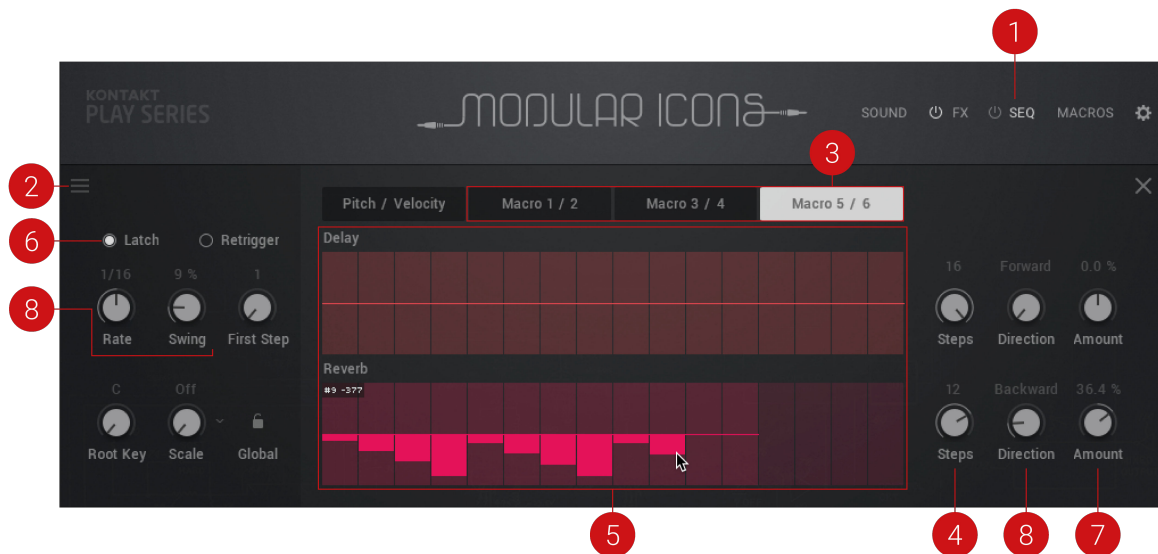 1
KONTAKT
PLAY SERIES
MODULAR ICONS
SOUND FX SEQ MACROS
3
2
Pitch / Velocity Macro 1 / 2 Macro 3 / 4 Macro 5 / 6
6 Latch Retrigger
Delay
1/16 9 % 1
16 Forward 0.0 %
8
Rate Swing First Step
Steps Direction Amount
Reverb
#9 -377
C Off
12 Backward 36.4 %
Root Key Scale Global
Steps Direction Amount
5 4 8 7